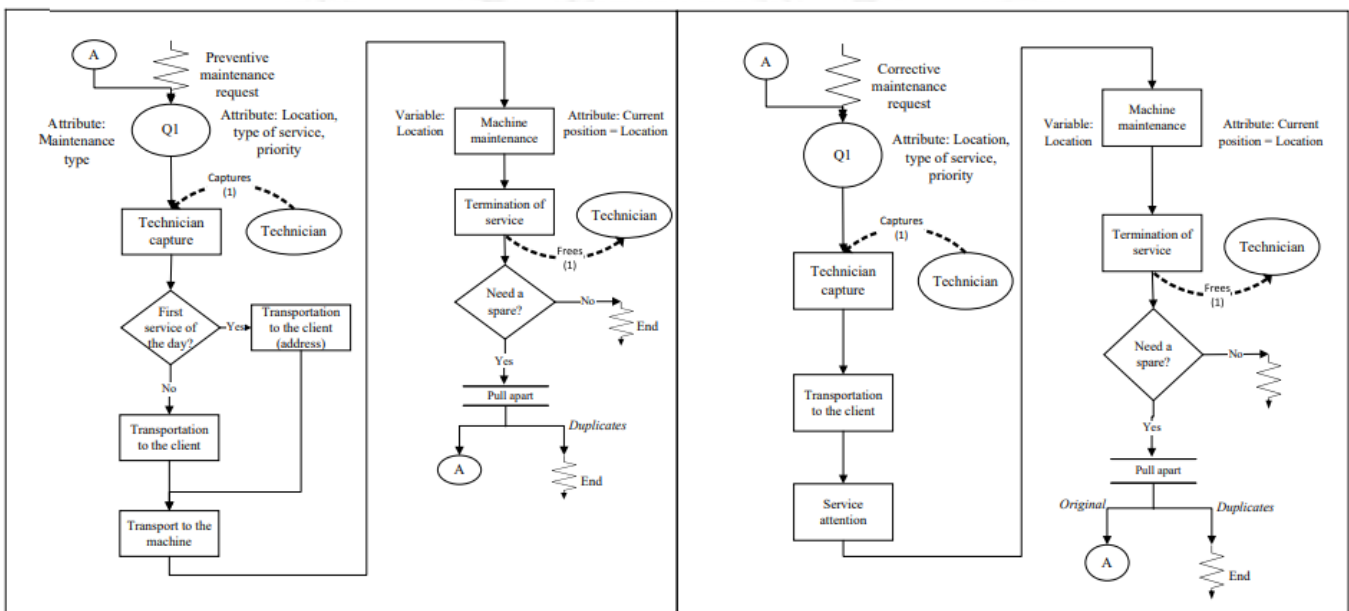 A
Preventive
maintenance
request
Attribute:
Maintenance
type
Q1
Attribute: Location,
type of service,
priority
Captures
(1)
Technician
capture
Technician
First
service of
the day?
Yes
Transportation
to the client
(address)
No
Transportation
to the client
Transport to the
machine
Variable:
Location
Machine
maintenance
Attribute: Current
position = Location
Termination of
service
Technician
Frees
(1)
Need a
spare?
No
End
Yes
Pull apart
Duplicates
A
End
A
Corrective
maintenance
request
Q1
Attribute: Location,
type of service,
priority
Captures
(1)
Technician
capture
Technician
Transportation
to the client
Service
attention
Variable:
Location
Machine
maintenance
Attribute: Current
position = Location
Termination of
service
Technician
Frees
(1)
Need a
spare?
No
Yes
Pull apart
Original
Duplicates
A
End